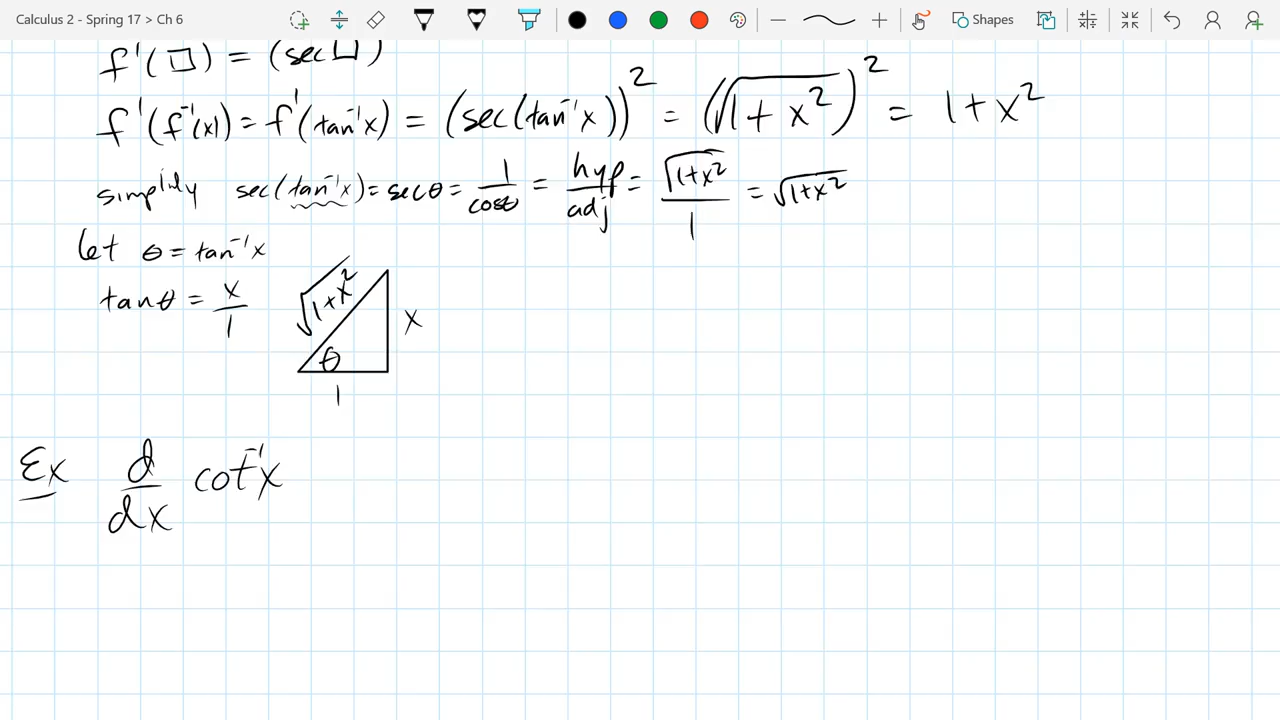 Calculus 2 - Spring 17 > Ch 6 Shapes
f'(□) = (sec□)
f'(f⁻¹(x)) = f'(tan⁻¹x) = (sec(tan⁻¹x))² = (√(1+x²))² = 1+x²
simplify sec(tan⁻¹x) = secθ = 1/cosθ = hyp/adj = √(1+x²)/1 = √(1+x²)
let θ = tan⁻¹x
tanθ = x/1
√(1+x²)
x
θ
1
Ex d/dx cot⁻¹x